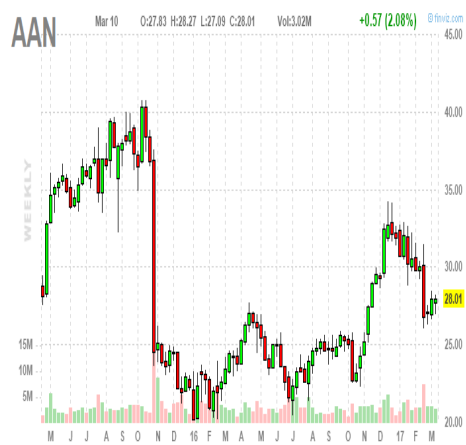 AAN Mar 10 O:27.83 H:28.27 L:27.09 C:28.01 Vol:3.02M +0.57 (2.08%) © finviz.com
45.00
40.00
35.00
WEEKLY
30.00
28.01
25.00
15M
10M
5M
20.00
M J J A S O N D 16 F M A M J J A S O N D 17 F M